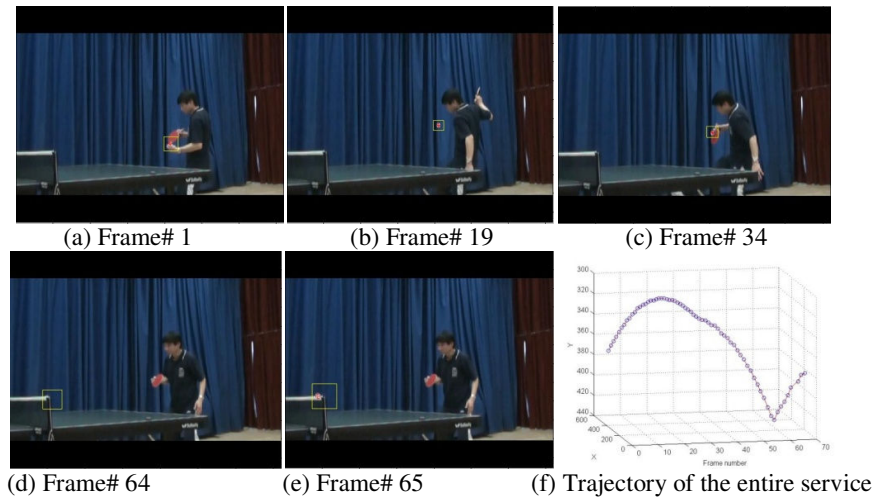 (a) Frame# 1
(b) Frame# 19
(c) Frame# 34
(d) Frame# 64
(e) Frame# 65
300
320
340
360
380
400
420
440
Y
600
400
200
0
X
0
10
20
30
40
50
60
70
Frame number
(f) Trajectory of the entire service